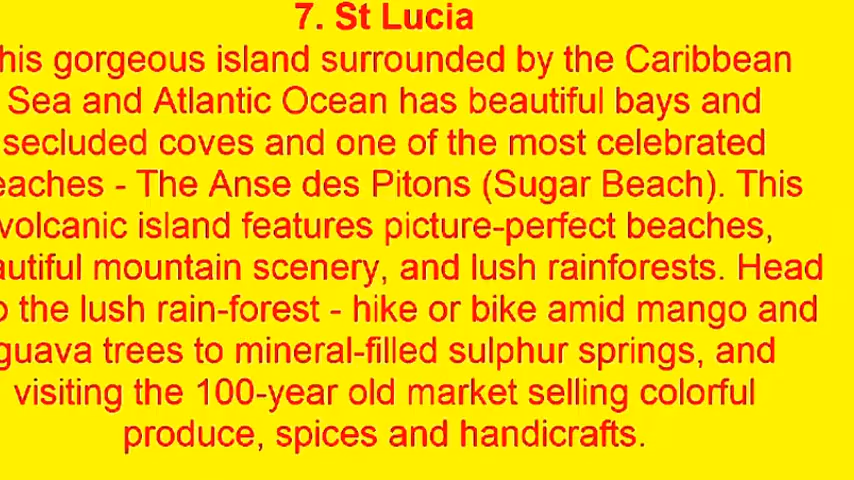 7. St Lucia
his gorgeous island surrounded by the Caribbean
Sea and Atlantic Ocean has beautiful bays and
secluded coves and one of the most celebrated
eaches - The Anse des Pitons (Sugar Beach). This
volcanic island features picture-perfect beaches,
autiful mountain scenery, and lush rainforests. Head
o the lush rain-forest - hike or bike amid mango and
guava trees to mineral-filled sulphur springs, and
visiting the 100-year old market selling colorful
produce, spices and handicrafts.